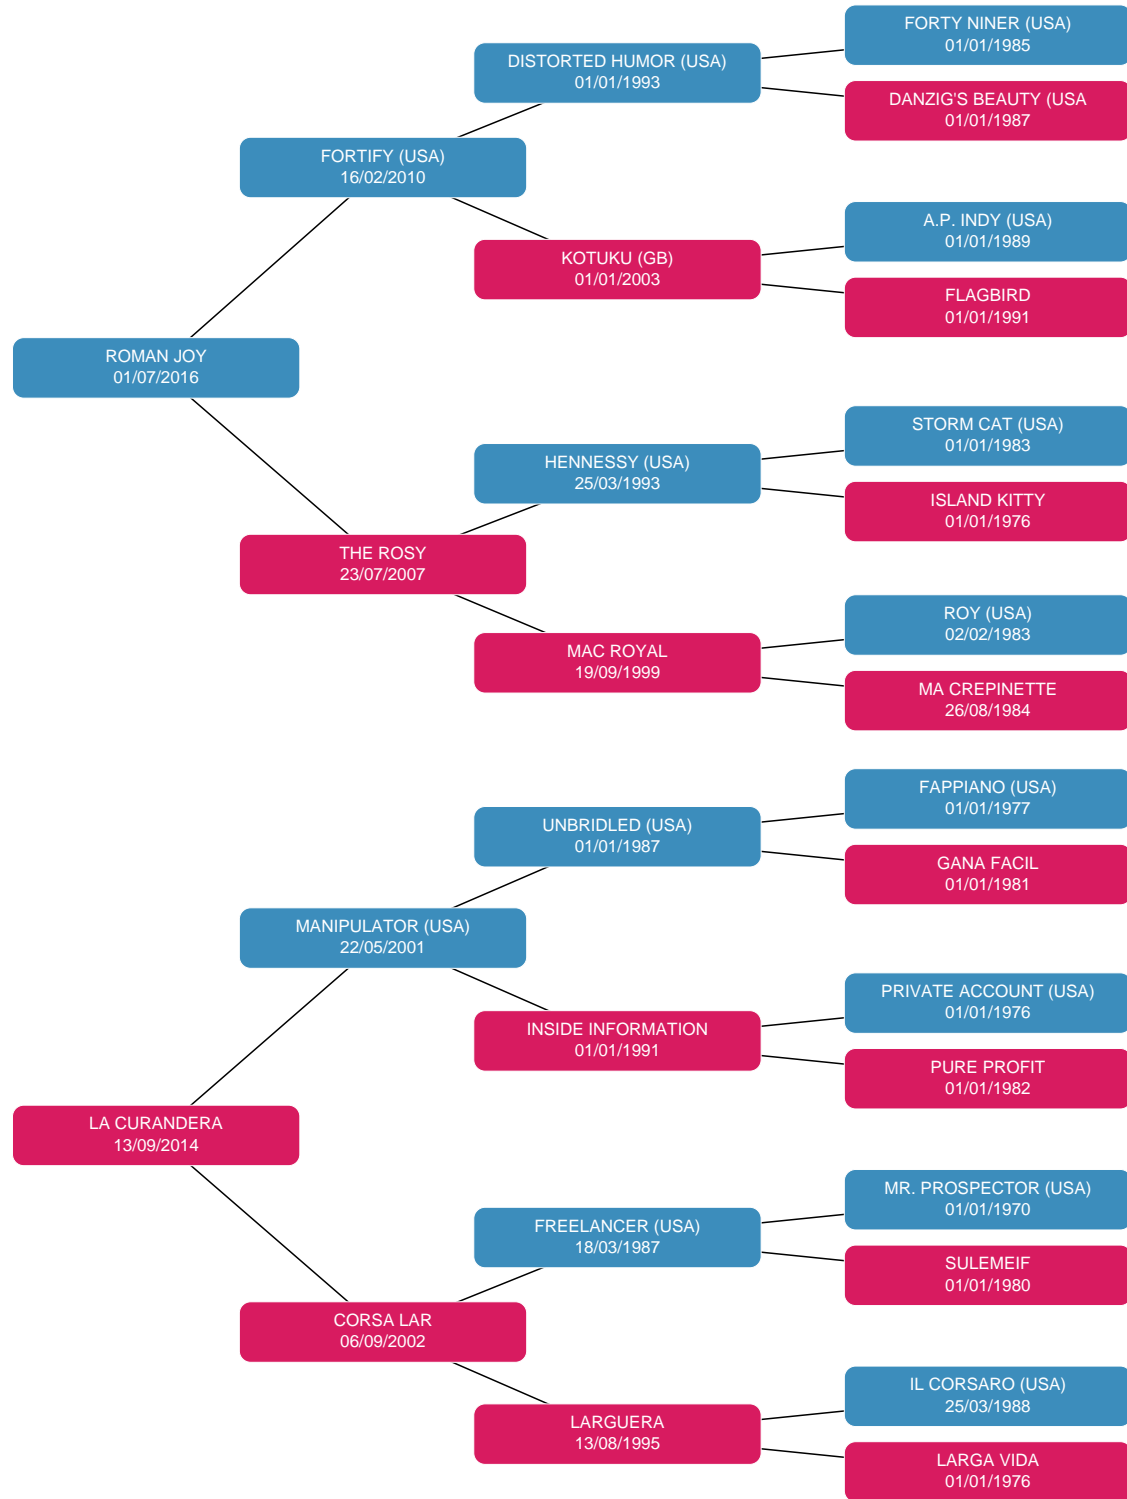 FORTY NINER (USA)
01/01/1985
DISTORTED HUMOR (USA)
01/01/1993
DANZIG'S BEAUTY (USA
01/01/1987
FORTIFY (USA)
16/02/2010
A.P. INDY (USA)
01/01/1989
KOTUKU (GB)
01/01/2003
FLAGBIRD
01/01/1991
ROMAN JOY
01/07/2016
STORM CAT (USA)
01/01/1983
HENNESSY (USA)
25/03/1993
ISLAND KITTY
01/01/1976
THE ROSY
23/07/2007
ROY (USA)
02/02/1983
MAC ROYAL
19/09/1999
MA CREPINETTE
26/08/1984
FAPPIANO (USA)
01/01/1977
UNBRIDLED (USA)
01/01/1987
GANA FACIL
01/01/1981
MANIPULATOR (USA)
22/05/2001
PRIVATE ACCOUNT (USA)
01/01/1976
INSIDE INFORMATION
01/01/1991
PURE PROFIT
01/01/1982
LA CURANDERA
13/09/2014
MR. PROSPECTOR (USA)
01/01/1970
FREELANCER (USA)
18/03/1987
SULEMEIF
01/01/1980
CORSA LAR
06/09/2002
IL CORSARO (USA)
25/03/1988
LARGUERA
13/08/1995
LARGA VIDA
01/01/1976